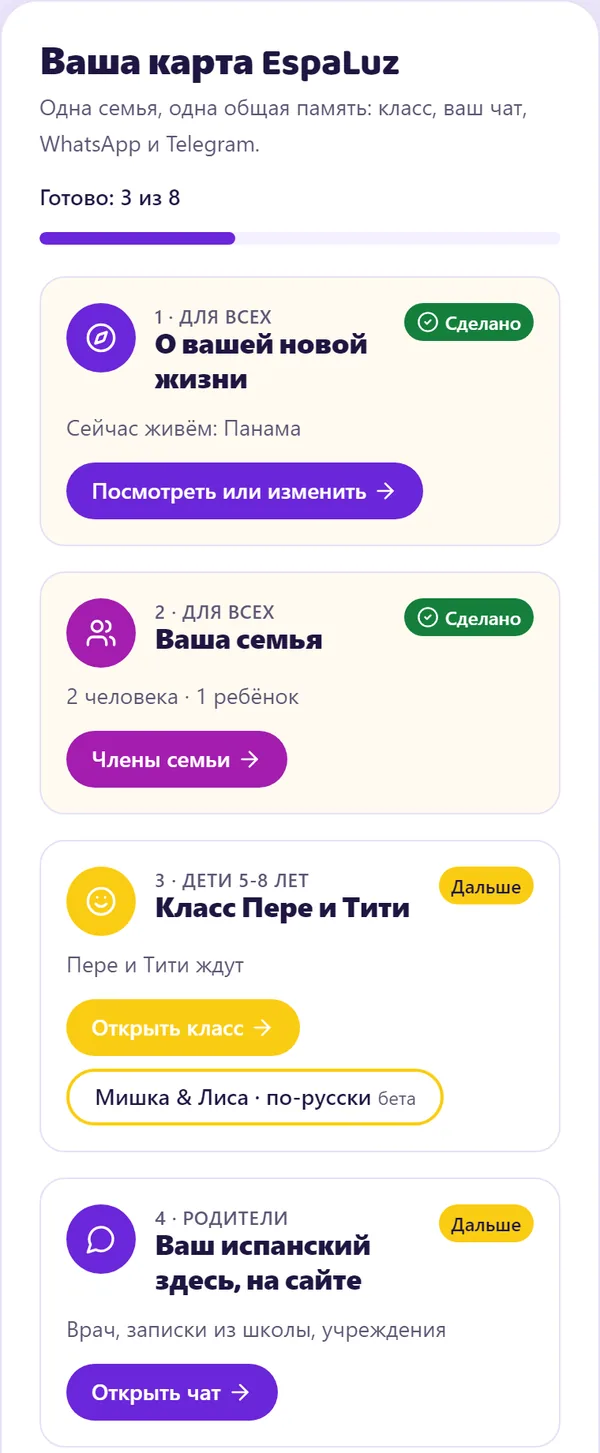 Ваша карта EspaLuz
Одна семья, одна общая память: класс, ваш чат,
WhatsApp и Telegram.
Готово: 3 из 8
1 · ДЛЯ ВСЕХ
Сделано
О вашей новой
жизни
Сейчас живём: Панама
Посмотреть или изменить →
2 · ДЛЯ ВСЕХ
Сделано
Ваша семья
2 человека · 1 ребёнок
Члены семьи →
3 · ДЕТИ 5-8 ЛЕТ
Дальше
Класс Пере и Тити
Пере и Тити ждут
Открыть класс →
Мишка & Лиса · по-русски бета
4 · РОДИТЕЛИ
Дальше
Ваш испанский
здесь, на сайте
Врач, записки из школы, учреждения
Открыть чат →